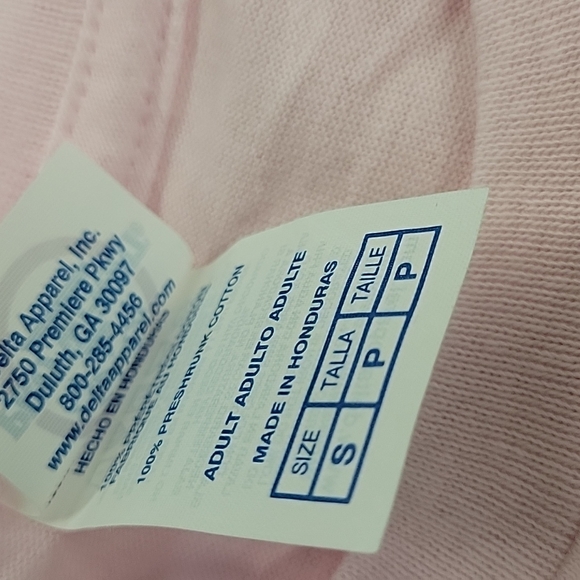 Delta Apparel, Inc.
2750 Premiere Pkwy
Duluth, GA 30097
800-285-4456
www.deltaapparel.com
HECHO EN HONDURAS
100% PRESHRUNK COTTON
ADULT ADULTO ADULTE
MADE IN HONDURAS
SIZE TALLA TAILLE
S P P